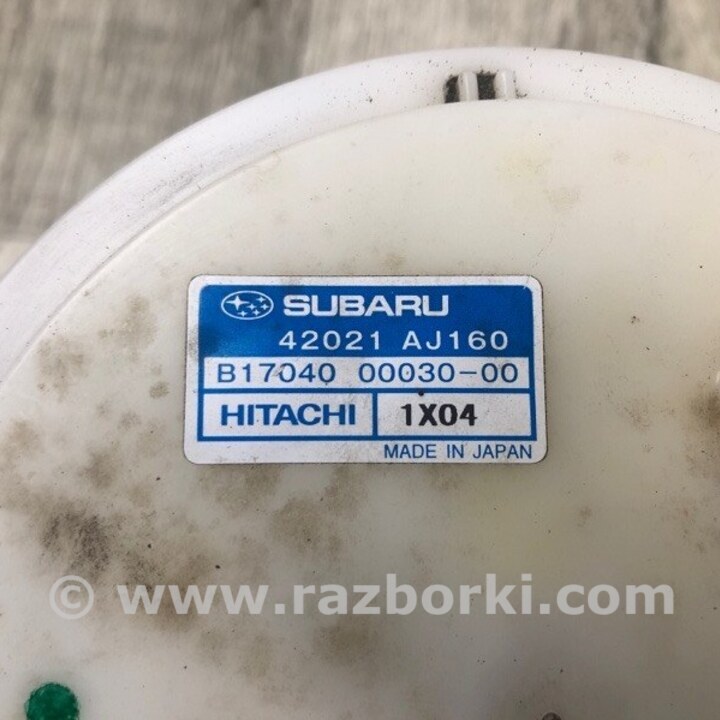 SUBARU
42021 AJ160
B17040 00030-00
HITACHI 1X04
MADE IN JAPAN
© www.razborki.com